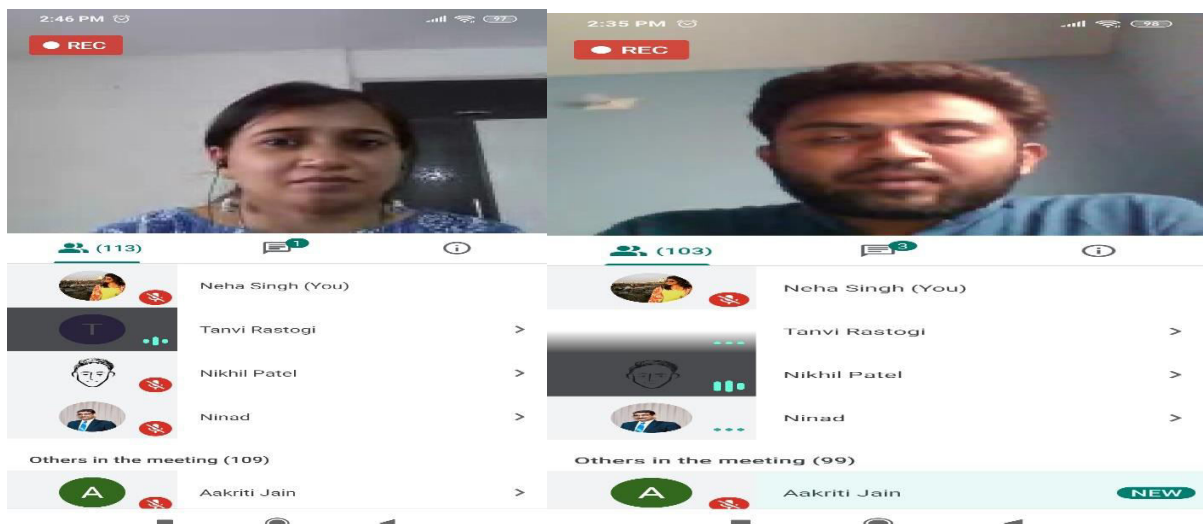 2:46 PM 97
REC
(113) 1
Neha Singh (You)
T Tanvi Rastogi >
Nikhil Patel >
Ninad >
Others in the meeting (109)
A Aakriti Jain >
2:35 PM 98
REC
(103) 3
Neha Singh (You)
Tanvi Rastogi >
Nikhil Patel >
Ninad >
Others in the meeting (99)
A Aakriti Jain NEW